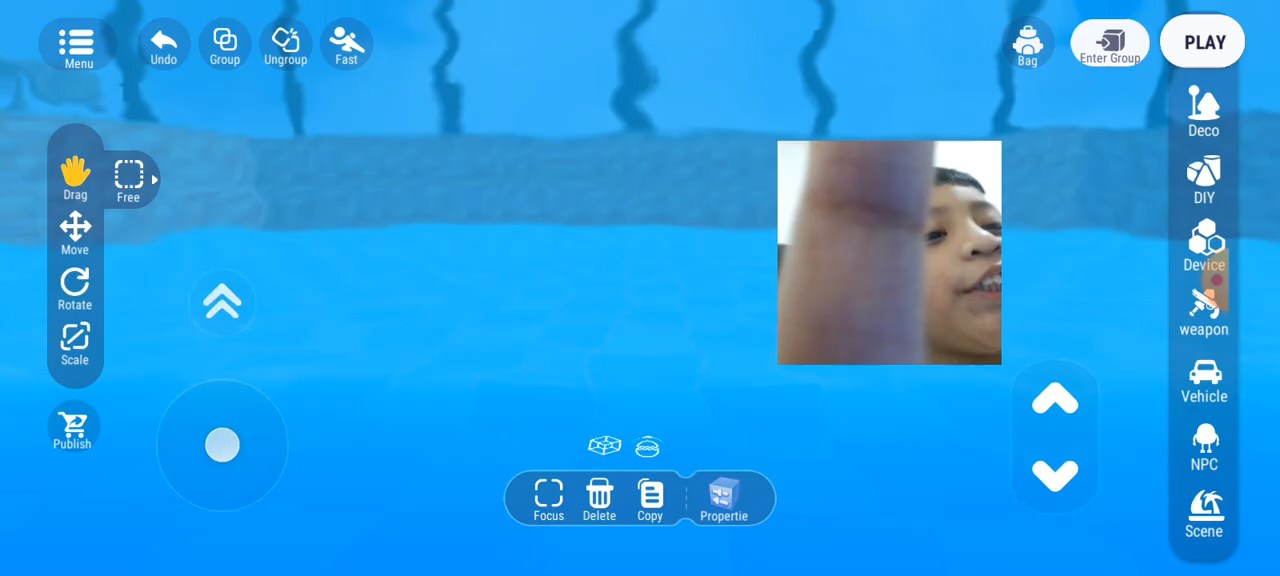 Menu
Undo
Group
Ungroup
Fast
Bag
Enter Group
PLAY
Deco
DIY
Device
weapon
Vehicle
NPC
Scene
Drag
Free
Move
Rotate
Scale
Publish
Focus
Delete
Copy
Propertie